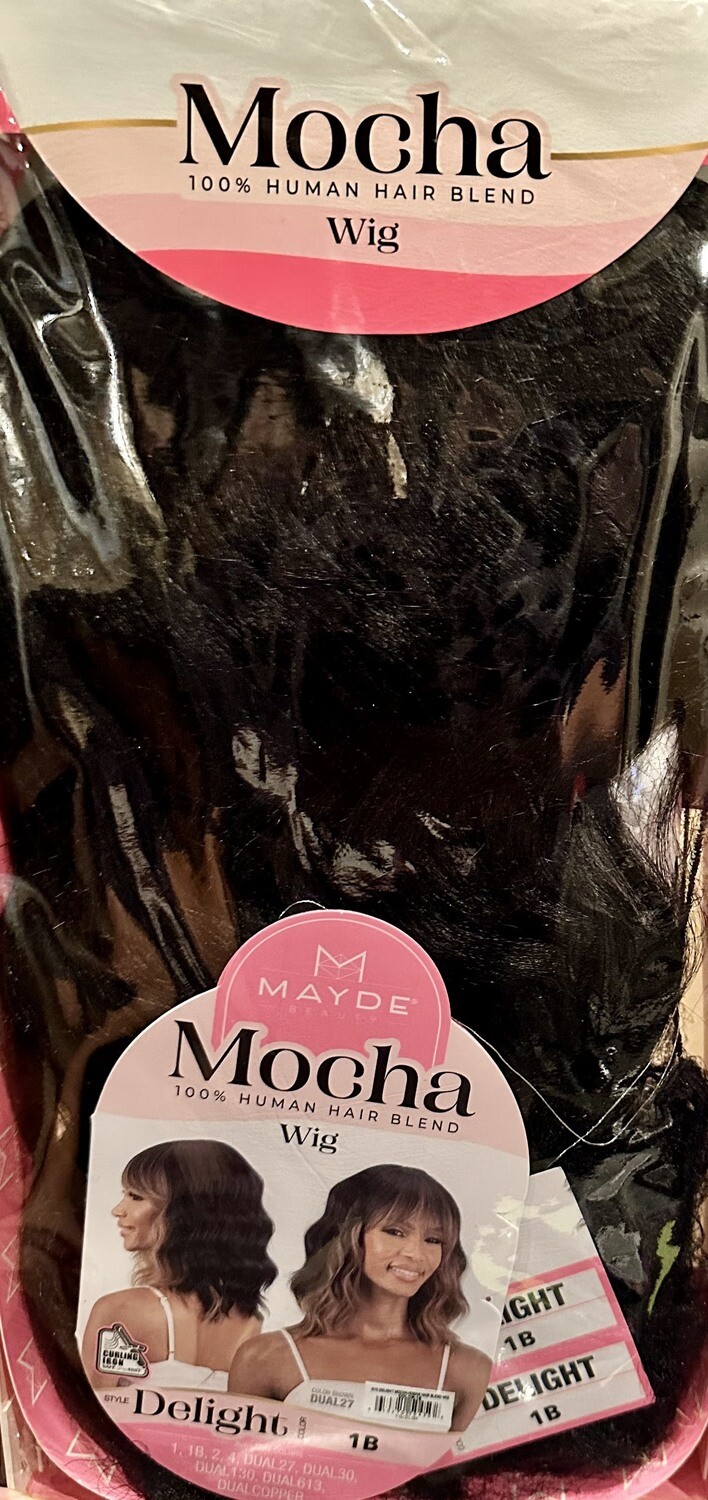 Mocha
100% HUMAN HAIR BLEND
Wig
MAYDE
BEAUTY
Mocha
100% HUMAN HAIR BLEND
Wig
CURLING
IRON
STYLE Delight COLOR 1B
COLOR SHOWN
DUAL27
1, 1B, 2, 4, DUAL27, DUAL30,
DUAL130, DUAL613,
DUALCOPPER
IGHT
1B
DELIGHT
1B